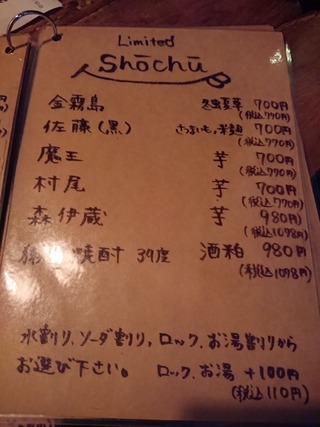 Limited
Shōchū
金霧島 冬虫夏草 700円
(税込770円)
佐藤(黒) さつまいも、米麹 700円
(税込770円)
魔王 芋 700円
(税込770円)
村尾 芋 700円
(税込770円)
森伊蔵 芋 980円
(税込1078円)
焼酎 39度 酒粕 980円
(税込1078円)
水割り、ソーダ割り、ロック、お湯割りから
お選び下さい。 ロック、お湯 +100円
(税込110円)